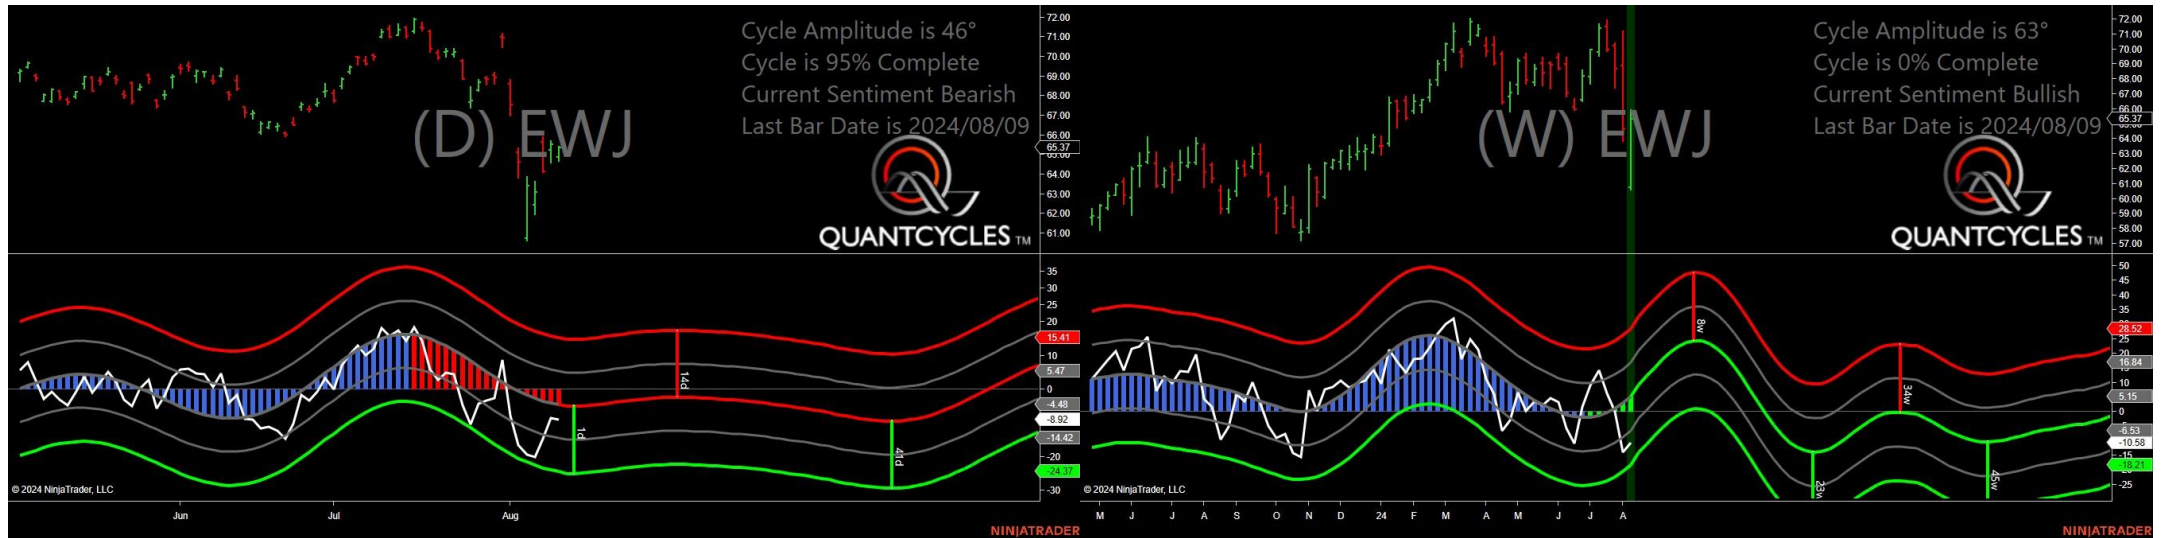 Cycle Amplitude is 46°
Cycle is 95% Complete
Current Sentiment Bearish
Last Bar Date is 2024/08/09
(D) EWJ
QUANTCYCLES TM
72.00
71.00
70.00
69.00
68.00
67.00
66.00
65.37
65.00
64.00
63.00
62.00
61.00
35
30
25
20
15.41
10
5.47
0
-4.48
-8.92
-14.42
-20
-24.37
-30
1d
14d
41d
© 2024 NinjaTrader, LLC
Jun Jul Aug
NINJATRADER
Cycle Amplitude is 63°
Cycle is 0% Complete
Current Sentiment Bullish
Last Bar Date is 2024/08/09
(W) EWJ
QUANTCYCLES TM
72.00
71.00
70.00
69.00
68.00
67.00
66.00
65.37
64.00
63.00
62.00
61.00
60.00
59.00
58.00
57.00
50
45
40
35
28.52
25
20
16.84
10
5.15
0
-6.53
-10.58
-15
-18.21
-25
8w
23w
34w
45w
© 2024 NinjaTrader, LLC
M J J A S O N D 24 F M A M J J A
NINJATRADER